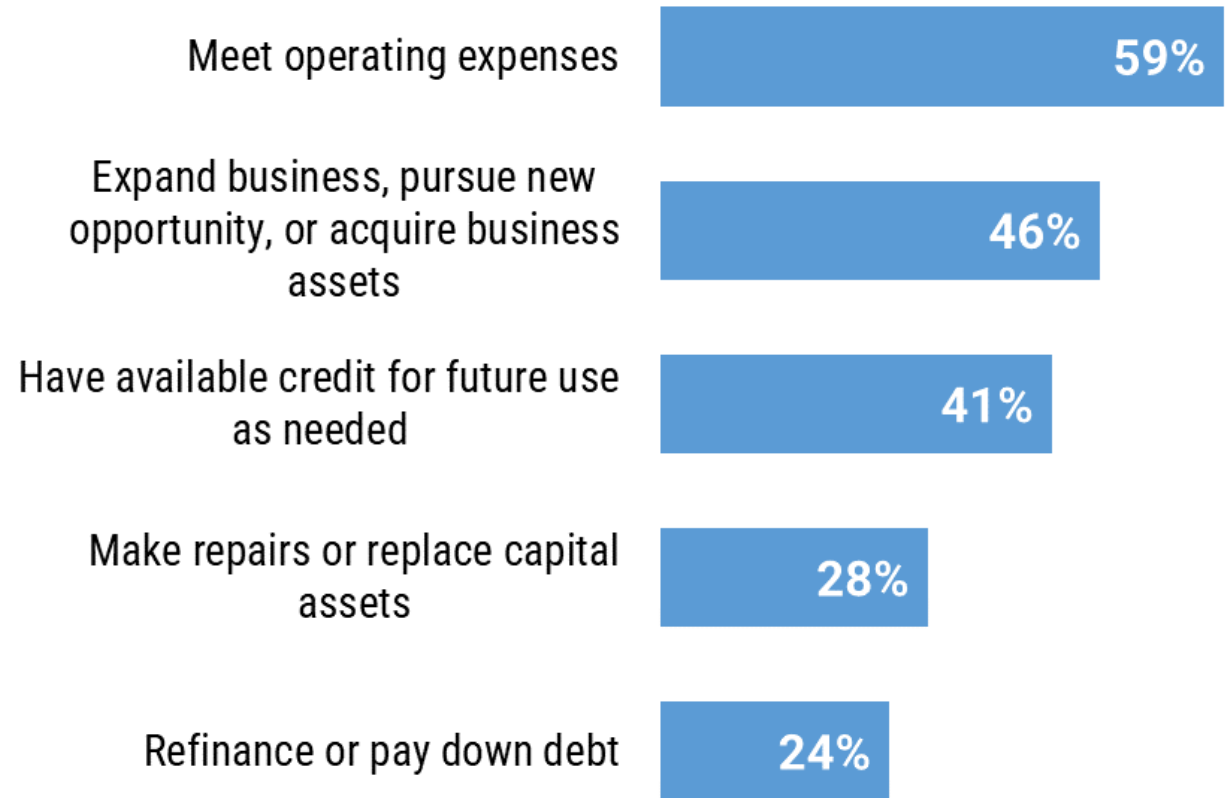 Meet operating expenses
59%
Expand business, pursue new
opportunity, or acquire business
assets
46%
Have available credit for future use
as needed
41%
Make repairs or replace capital
assets
28%
Refinance or pay down debt
24%